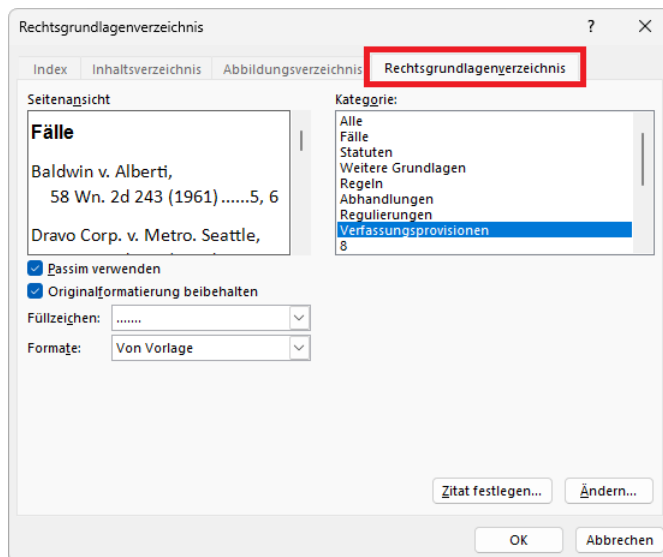 Rechtsgrundlagenverzeichnis ?
Index Inhaltsverzeichnis Abbildungsverzeichnis Rechtsgrundlagenverzeichnis
Seitenansicht
Fälle
Baldwin v. Alberti,
58 Wn. 2d 243 (1961)......5, 6
Dravo Corp. v. Metro. Seattle,
Kategorie:
Alle
Fälle
Statuten
Weitere Grundlagen
Regeln
Abhandlungen
Regulierungen
Verfassungsprovisionen
8
Passim verwenden
Originalformatierung beibehalten
Füllzeichen: .......
Formate: Von Vorlage
Zitat festlegen... Ändern...
OK Abbrechen